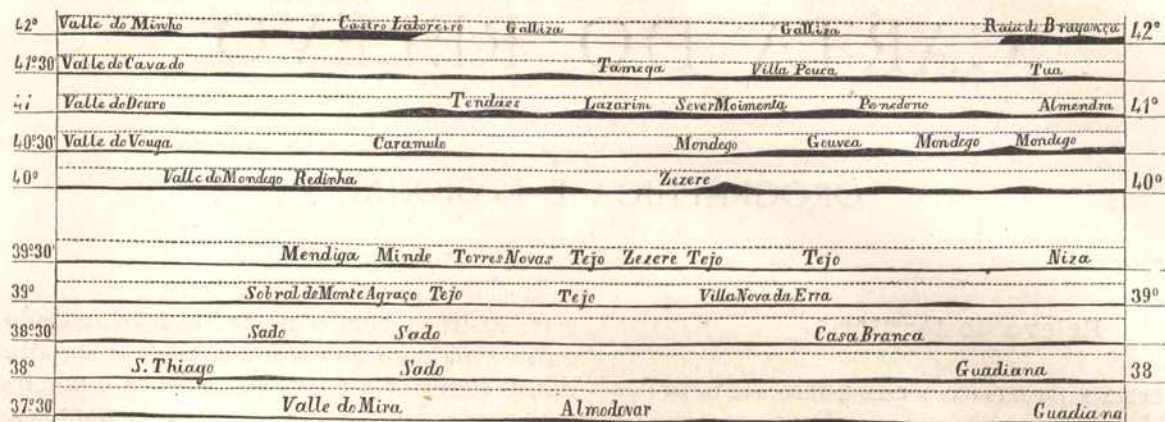 42° Valle do Minho Castro Laboreiro Galliza Galliza Raia de Bragança 42°
41°30 Valle do Cavado Tamega Villa Pouca Tua
41 Valle do Douro Tendaes Lazarim Sever Moimenta Penedono Almendra 41°
40°30' Valle do Vouga Caramulo Mondego Gouvea Mondego Mondego
40° Valle do Mondego Redinha Zezere 40°
39°30' Mendiga Minde Torres Novas Tejo Zezere Tejo Tejo Niza
39° Sobral de Monte Agraço Tejo Tejo Villa Nova da Erra 39°
38°30' Sado Sado Casa Branca
38° S. Thiago Sado Guadiana 38
37°30' Valle do Mira Almodovar Guadiana